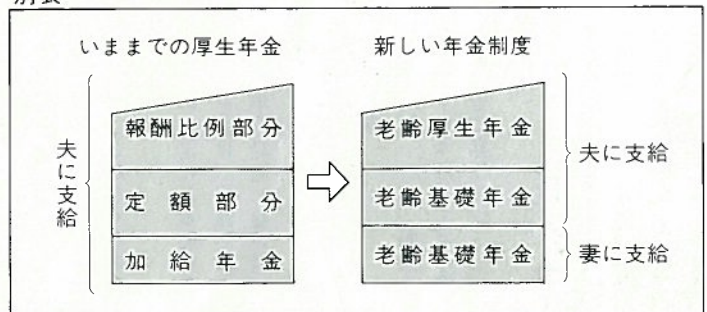 いままでの厚生年金
夫に支給
報酬比例部分
定額部分
加給年金
新しい年金制度
老齢厚生年金
老齢基礎年金
老齢基礎年金
夫に支給
妻に支給